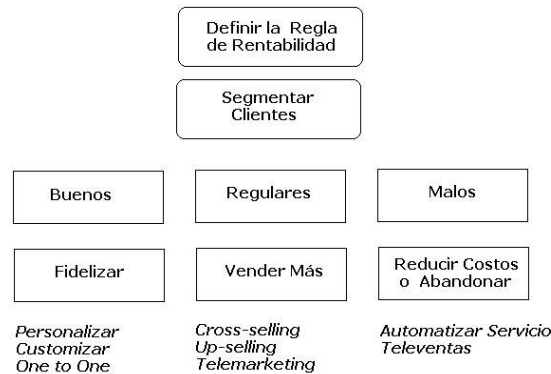 Definir la Regla
de Rentabilidad
Segmentar
Clientes
Buenos
Regulares
Malos
Fidelizar
Vender Más
Reducir Costos
o Abandonar
Personalizar
Customizar
One to One
Cross-selling
Up-selling
Telemarketing
Automatizar Servicio
Televentas